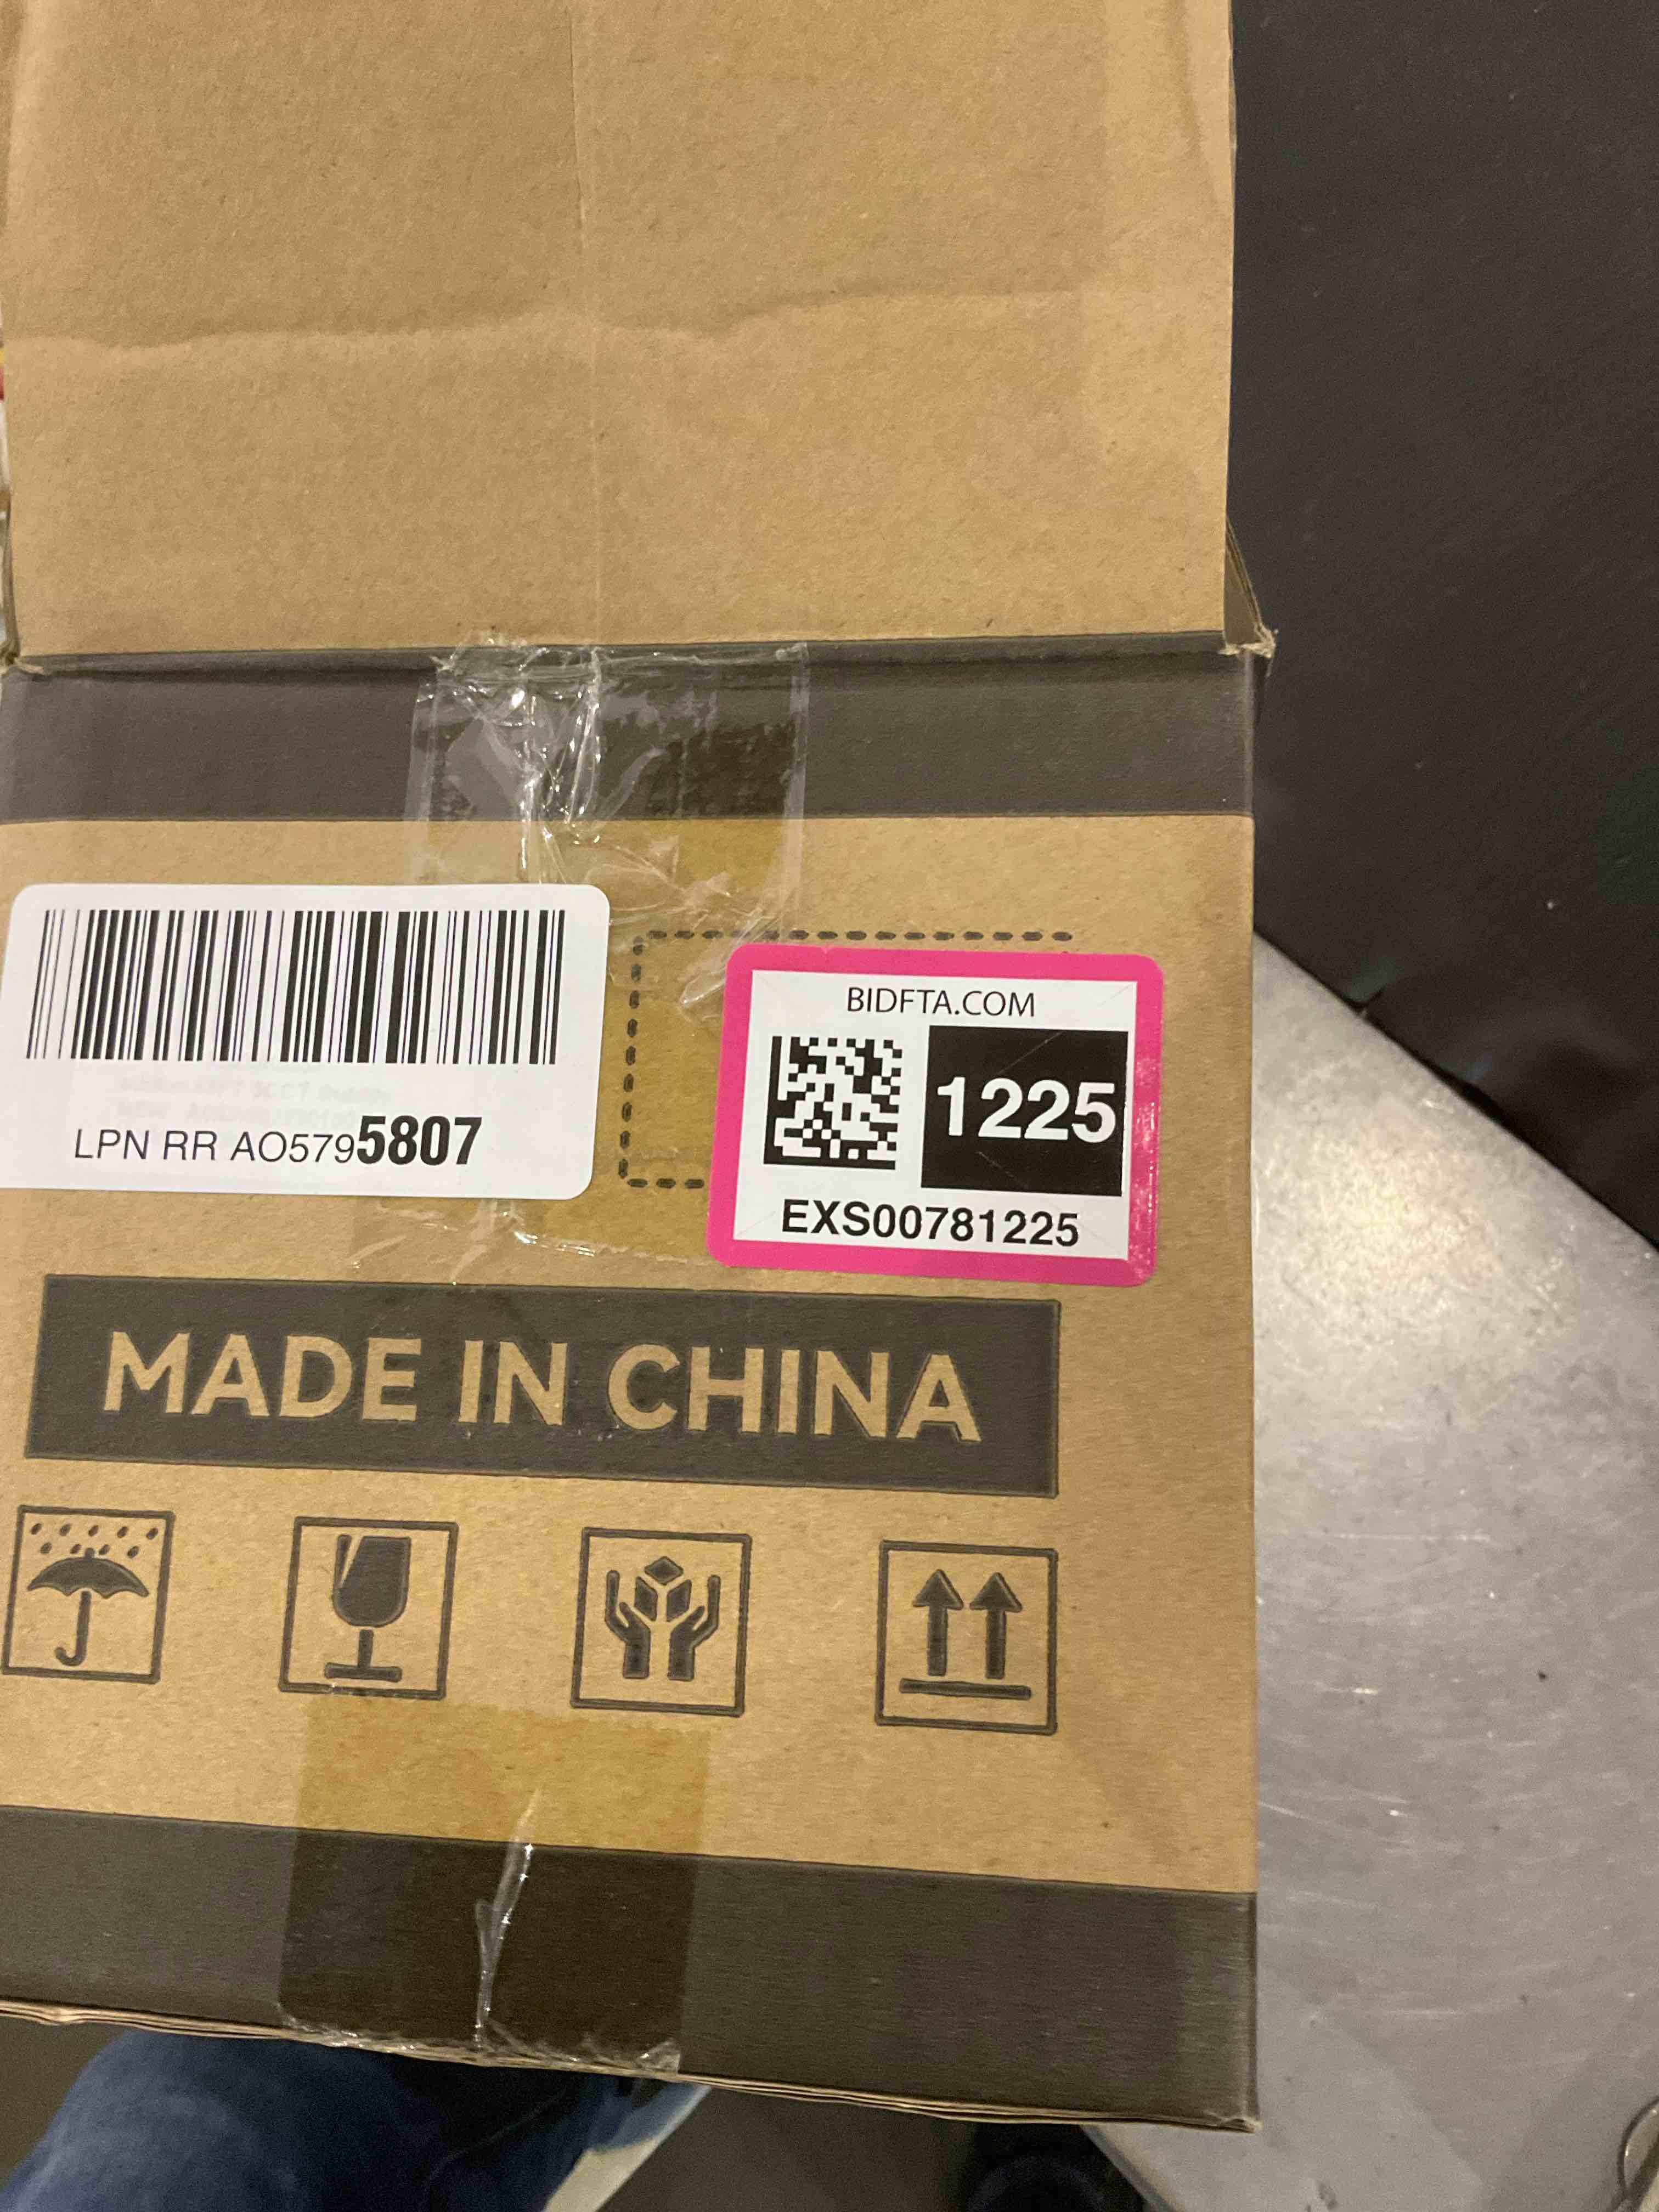 LPN RR AO5795807
BIDFTA.COM
1225
EXS00781225
MADE IN CHINA